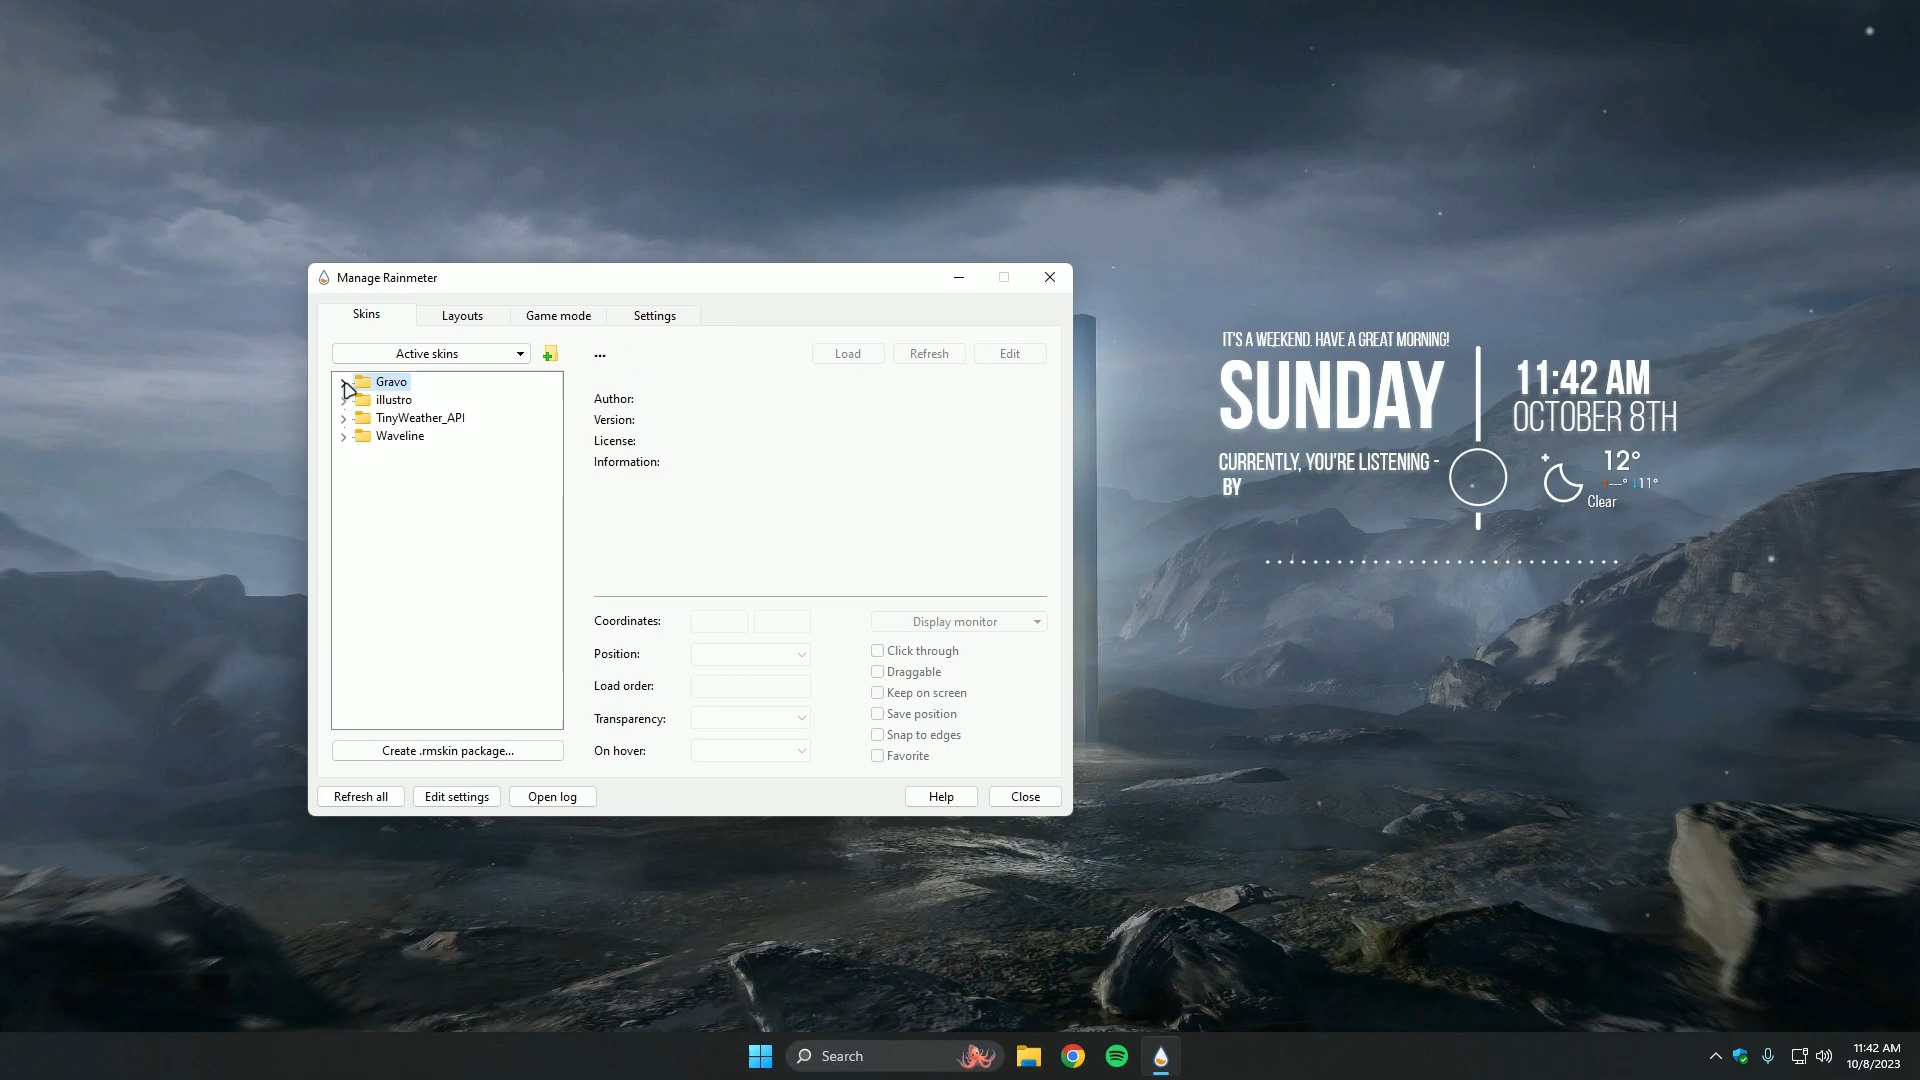 Manage Rainmeter
Skins
Layouts
Game mode
Settings
Active skins
...
Load
Refresh
Edit
Gravo
illustro
TinyWeather_API
Waveline
Author:
Version:
License:
Information:
Coordinates:
Display monitor
Position:
Load order:
Transparency:
On hover:
Click through
Draggable
Keep on screen
Save position
Snap to edges
Favorite
Create .rmskin package...
Refresh all
Edit settings
Open log
Help
Close
IT'S A WEEKEND. HAVE A GREAT MORNING!
SUNDAY
11:42 AM
OCTOBER 8TH
CURRENTLY, YOU'RE LISTENING -
BY
12°
↑---° ↓11°
Clear
Search
11:42 AM
10/8/2023